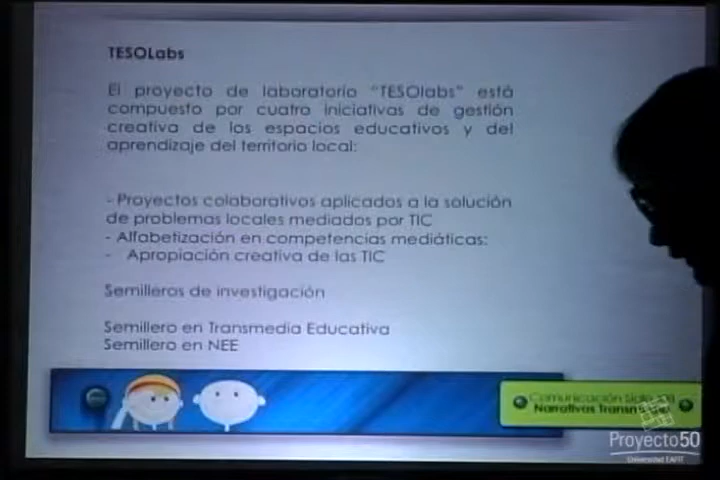 TESOLabs
El proyecto de laboratorio "TESOlabs" está
compuesto por cuatro iniciativas de gestión
creativa de los espacios educativos y del
aprendizaje del territorio local:
- Proyectos colaborativos aplicados a la solución
de problemas locales mediados por TIC
- Alfabetización en competencias mediáticas:
- Apropiación creativa de las TIC
Semilleros de investigación
Semillero en Transmedia Educativa
Semillero en NEE
Comunicación
Narrativas
Proyecto50
Universidad EAFIT